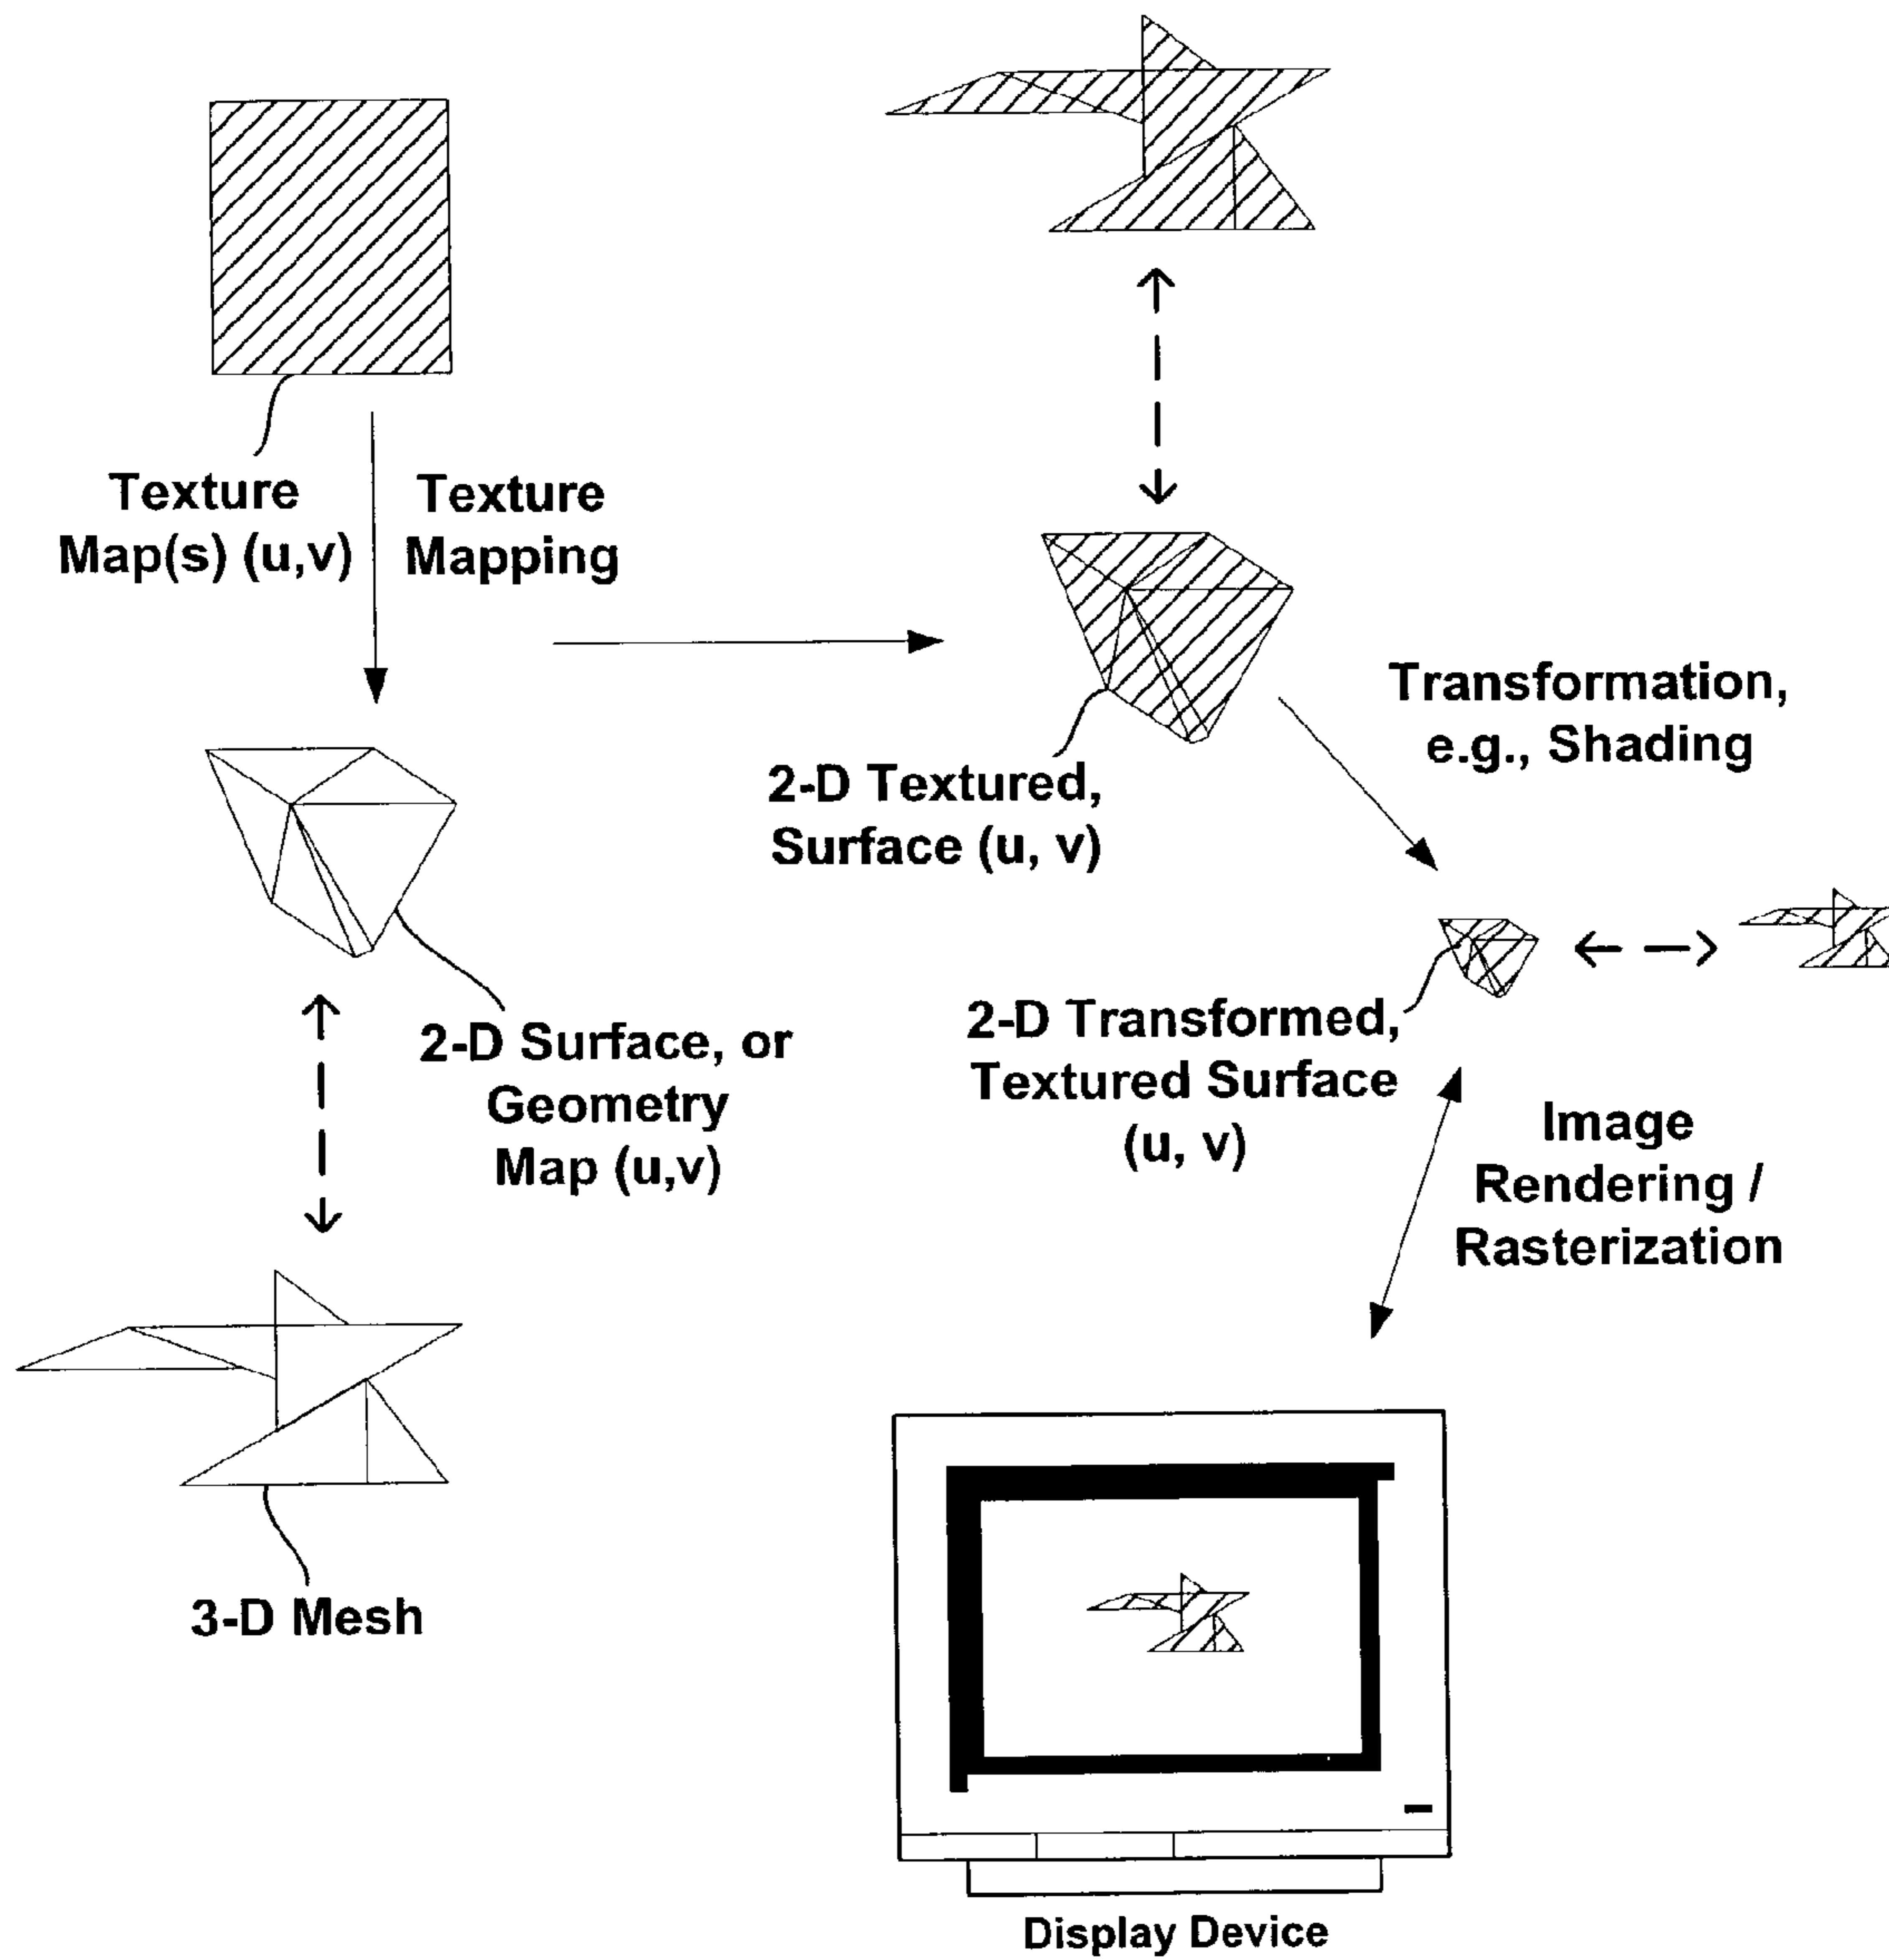 Texture
Map(s) (u,v)
Texture
Mapping
2-D Textured,
Surface (u, v)
Transformation,
e.g., Shading
2-D Surface, or
Geometry
Map (u,v)
2-D Transformed,
Textured Surface
(u, v)
Image
Rendering /
Rasterization
3-D Mesh
Display Device